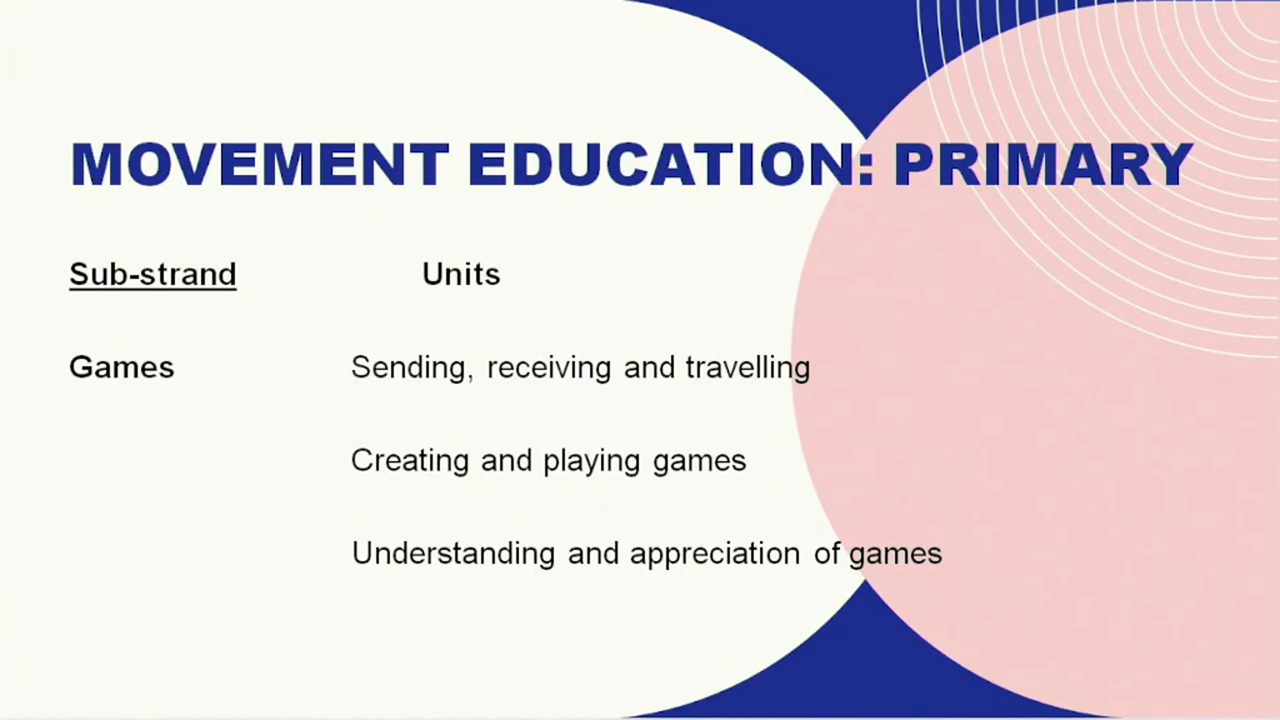 MOVEMENT EDUCATION: PRIMARY
Sub-strand Units
Games Sending, receiving and travelling
Creating and playing games
Understanding and appreciation of games